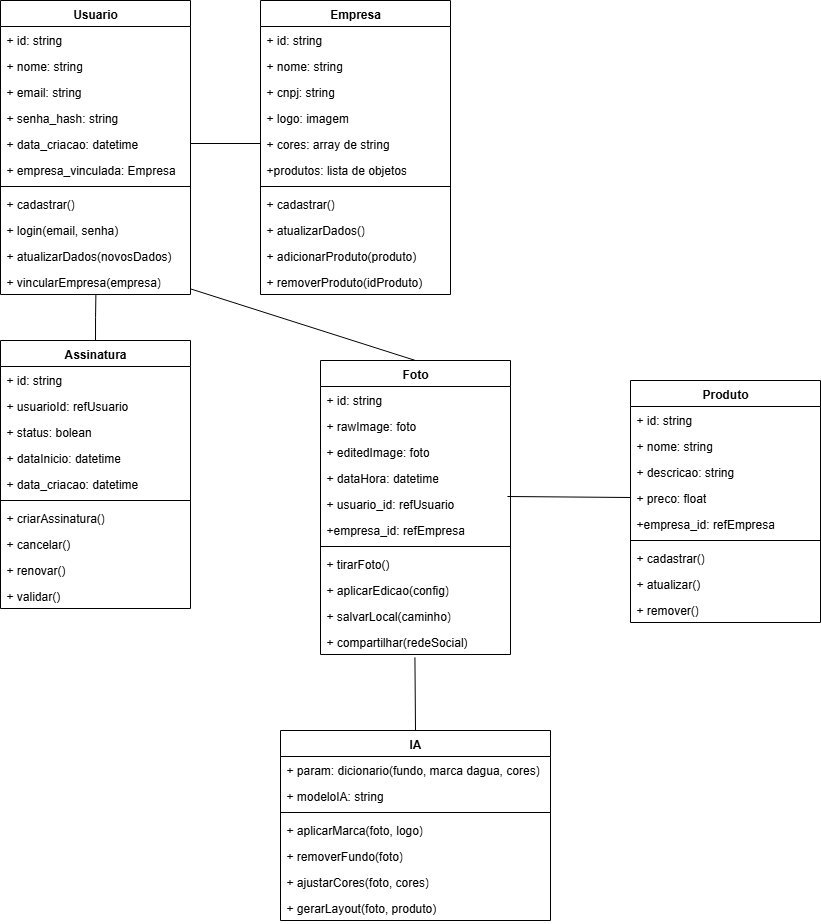 Usuario
+ id: string
+ nome: string
+ email: string
+ senha_hash: string
+ data_criacao: datetime
+ empresa_vinculada: Empresa
+ cadastrar()
+ login(email, senha)
+ atualizarDados(novosDados)
+ vincularEmpresa(empresa)
Empresa
+ id: string
+ nome: string
+ cnpj: string
+ logo: imagem
+ cores: array de string
+produtos: lista de objetos
+ cadastrar()
+ atualizarDados()
+ adicionarProduto(produto)
+ removerProduto(idProduto)
Assinatura
+ id: string
+ usuarioId: refUsuario
+ status: bolean
+ dataInicio: datetime
+ data_criacao: datetime
+ criarAssinatura()
+ cancelar()
+ renovar()
+ validar()
Foto
+ id: string
+ rawImage: foto
+ editedImage: foto
+ dataHora: datetime
+ usuario_id: refUsuario
+empresa_id: refEmpresa
+ tirarFoto()
+ aplicarEdicao(config)
+ salvarLocal(caminho)
+ compartilhar(redeSocial)
Produto
+ id: string
+ nome: string
+ descricao: string
+ preco: float
+empresa_id: refEmpresa
+ cadastrar()
+ atualizar()
+ remover()
IA
+ param: dicionario(fundo, marca dagua, cores)
+ modeloIA: string
+ aplicarMarca(foto, logo)
+ removerFundo(foto)
+ ajustarCores(foto, cores)
+ gerarLayout(foto, produto)